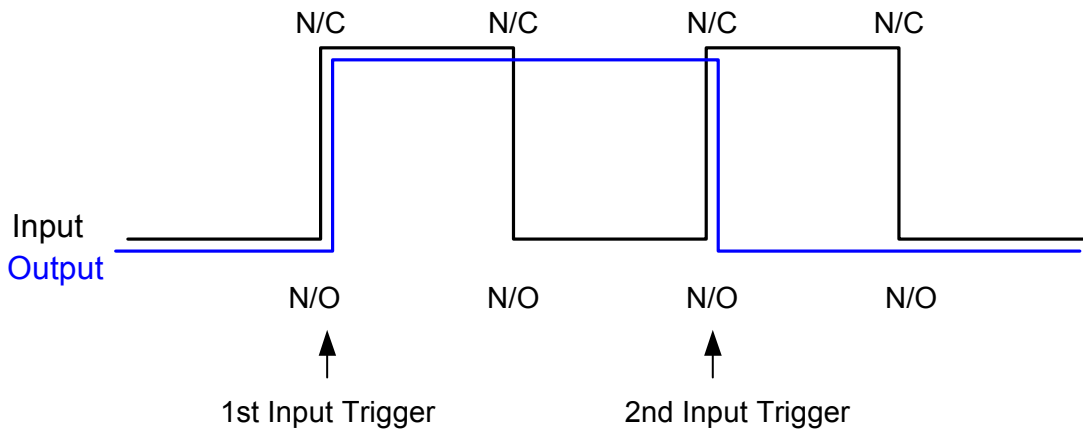 N/C N/C N/C N/C
Input
Output
N/O N/O N/O N/O
1st Input Trigger 2nd Input Trigger